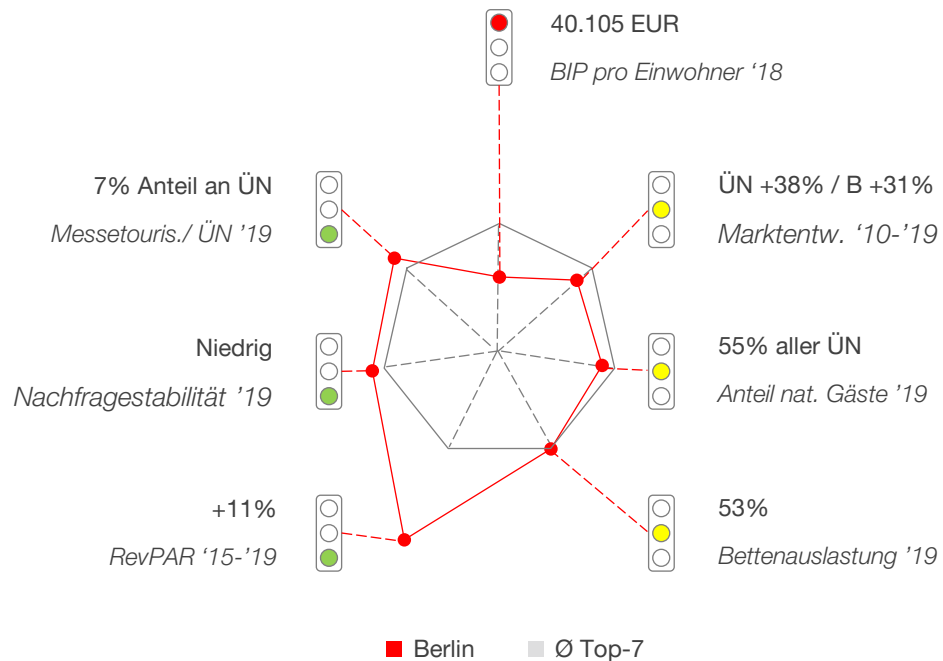 40.105 EUR
BIP pro Einwohner ‘18
7% Anteil an ÜN
Messetouris./ ÜN ’19
ÜN +38% / B +31%
Marktentw. ‘10-’19
Niedrig
Nachfragestabilität ’19
55% aller ÜN
Anteil nat. Gäste ’19
+11%
RevPAR ‘15-’19
53%
Bettenauslastung ’19
Berlin
Ø Top-7